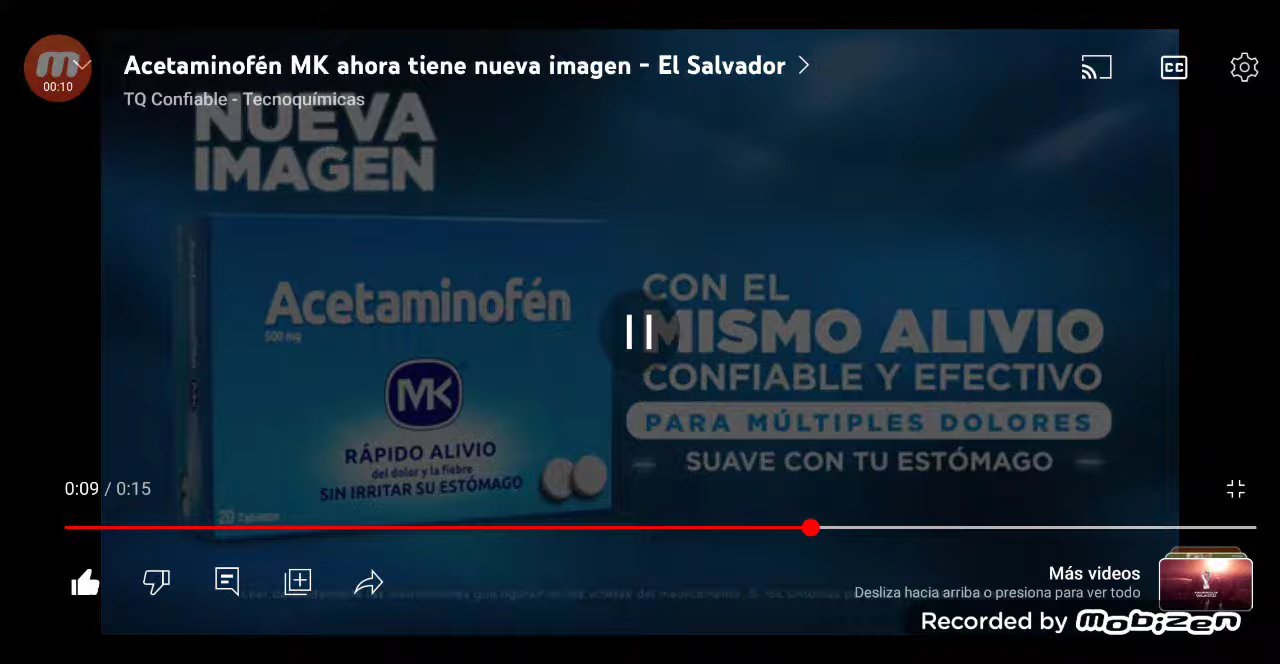 Acetaminofén MK ahora tiene nueva imagen - El Salvador
00:10
TQ Confiable - Tecnoquímicas
CC
NUEVA
IMAGEN
Acetaminofén
500 mg
MK
RÁPIDO ALIVIO
del dolor y la fiebre
SIN IRRITAR SU ESTÓMAGO
20 Tabletas
CON EL
MISMO ALIVIO
CONFIABLE Y EFECTIVO
PARA MÚLTIPLES DOLORES
SUAVE CON TU ESTÓMAGO
0:09 / 0:15
Más videos
Desliza hacia arriba o presiona para ver todo
Recorded by mobizen